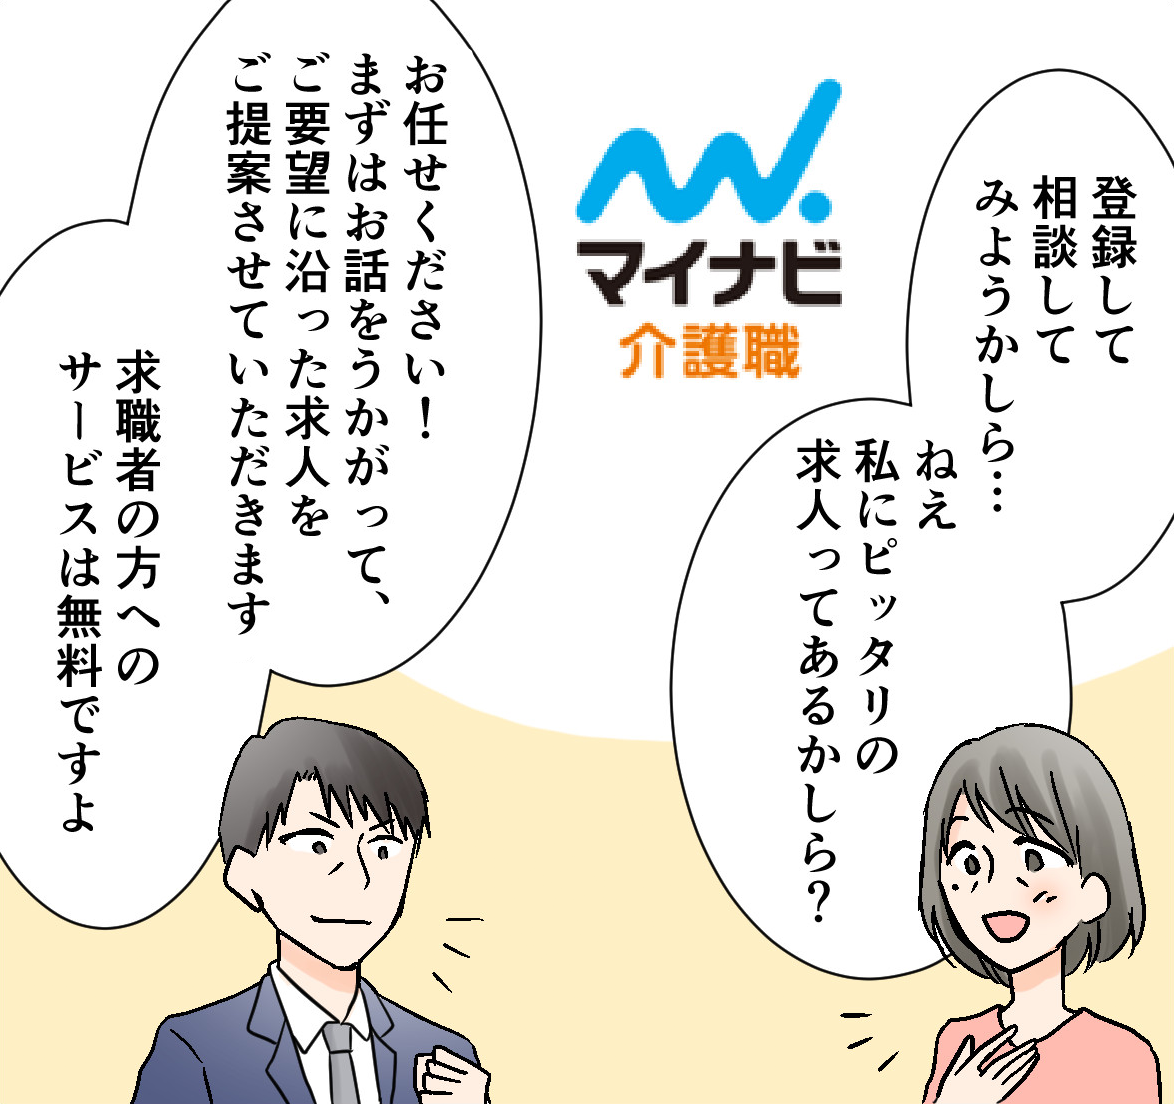 登録して
相談して
みようかしら…
ねえ
私にピッタリの
求人ってあるかしら？
マイナビ
介護職
お任せください！
まずはお話をうかがって、
ご要望に沿った求人を
ご提案させていただきます
求職者の方への
サービスは無料ですよ